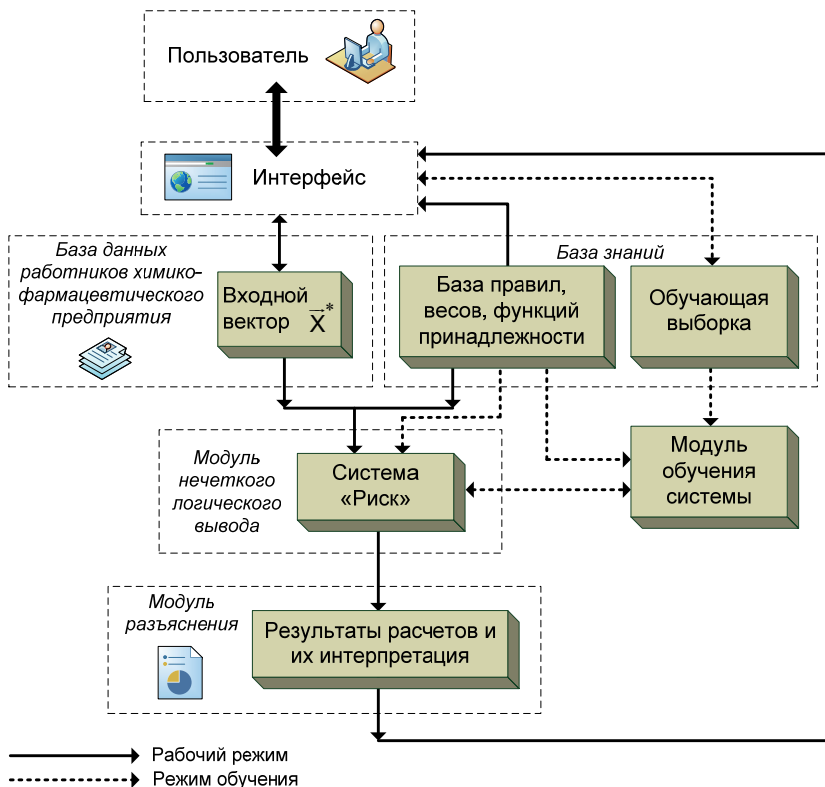 Пользователь
Интерфейс
База данных
работников химико-
фармацевтического
предприятия
Входной
вектор X*
База знаний
База правил,
весов, функций
принадлежности
Обучающая
выборка
Модуль
нечеткого
логического
вывода
Система
«Риск»
Модуль
обучения
системы
Модуль
разъяснения
Результаты расчетов и
их интерпретация
Рабочий режим
Режим обучения